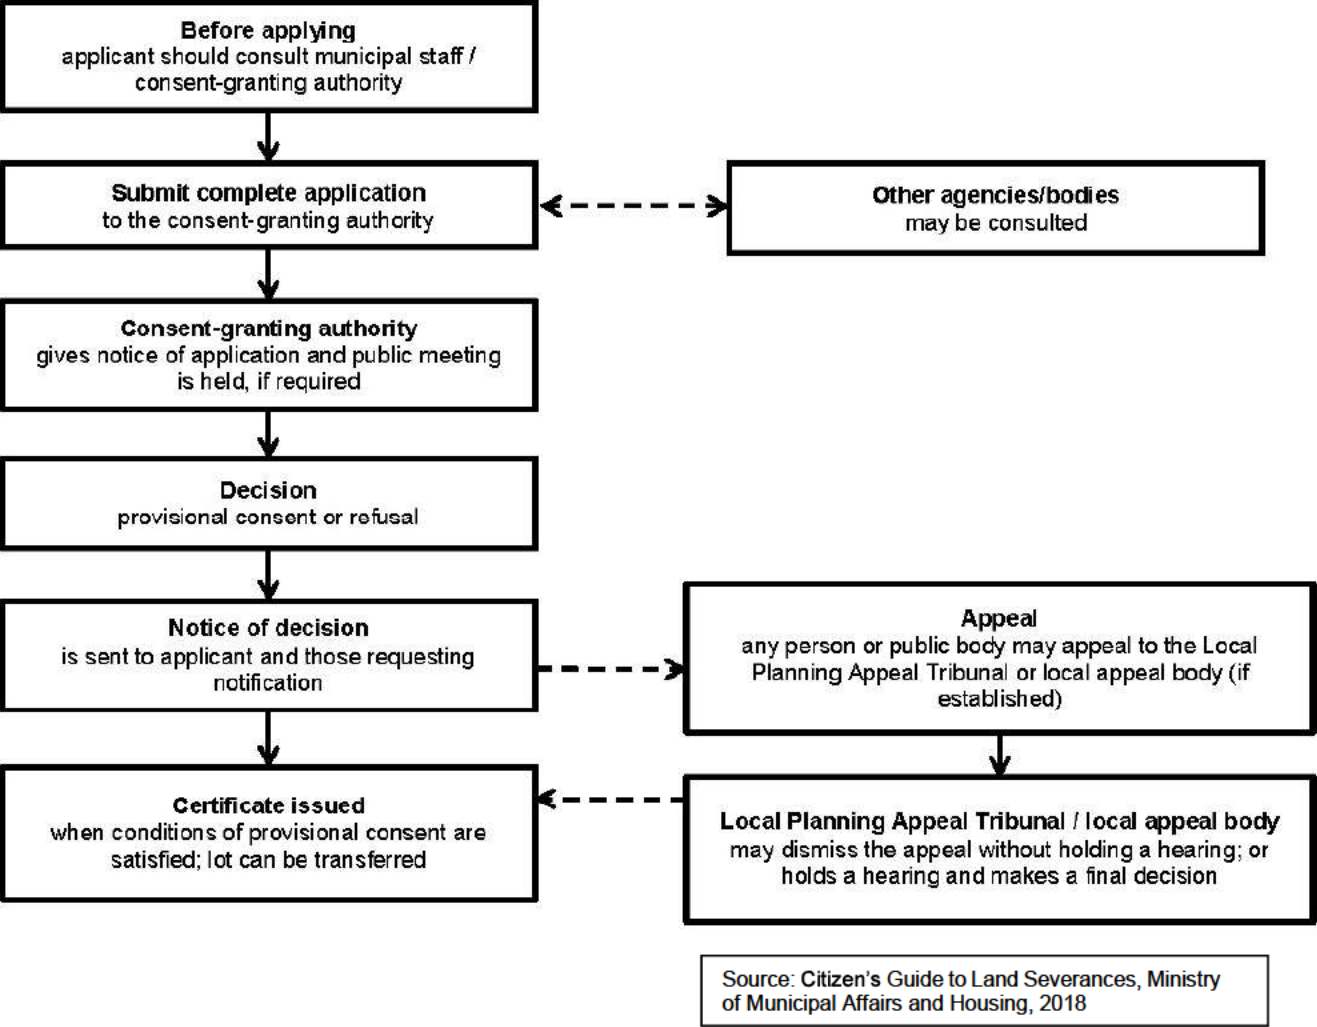 Before applying
applicant should consult municipal staff /
consent-granting authority
Submit complete application
to the consent-granting authority
Other agencies/bodies
may be consulted
Consent-granting authority
gives notice of application and public meeting
is held, if required
Decision
provisional consent or refusal
Notice of decision
is sent to applicant and those requesting
notification
Appeal
any person or public body may appeal to the Local
Planning Appeal Tribunal or local appeal body (if
established)
Certificate issued
when conditions of provisional consent are
satisfied; lot can be transferred
Local Planning Appeal Tribunal / local appeal body
may dismiss the appeal without holding a hearing; or
holds a hearing and makes a final decision
Source: Citizen's Guide to Land Severances, Ministry
of Municipal Affairs and Housing, 2018